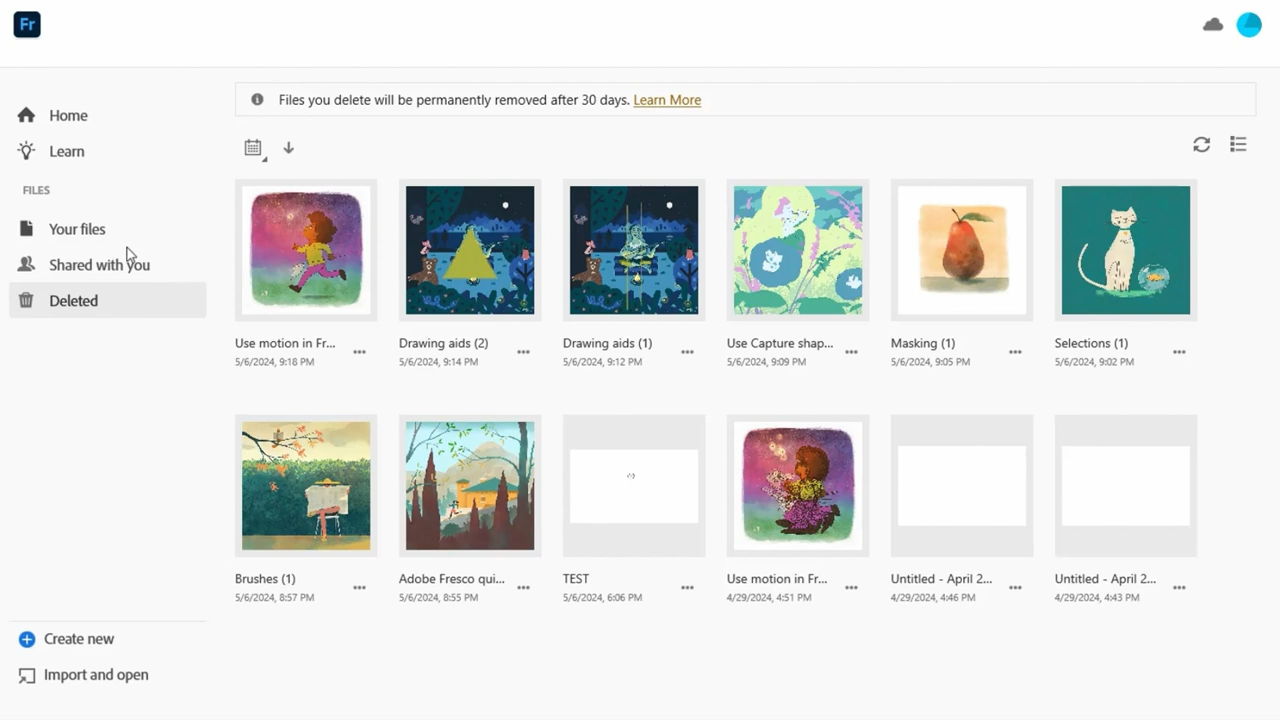 Fr
Files you delete will be permanently removed after 30 days. Learn More
Home
Learn
FILES
Your files
Shared with you
Deleted
Use motion in Fr...
5/6/2024, 9:18 PM
Drawing aids (2)
5/6/2024, 9:14 PM
Drawing aids (1)
5/6/2024, 9:12 PM
Use Capture shap...
5/6/2024, 9:09 PM
Masking (1)
5/6/2024, 9:05 PM
Selections (1)
5/6/2024, 9:02 PM
Brushes (1)
5/6/2024, 8:57 PM
Adobe Fresco qui...
5/6/2024, 8:55 PM
TEST
5/6/2024, 6:06 PM
Use motion in Fr...
4/29/2024, 4:51 PM
Untitled - April 2...
4/29/2024, 4:46 PM
Untitled - April 2...
4/29/2024, 4:43 PM
Create new
Import and open